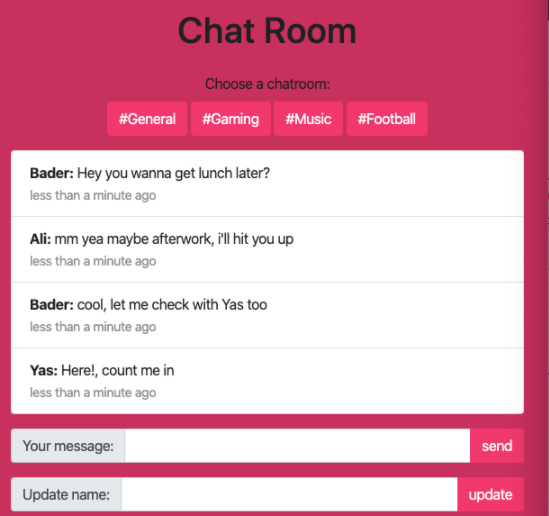 Chat Room
Choose a chatroom:
#General #Gaming #Music #Football
Bader: Hey you wanna get lunch later?
less than a minute ago
Ali: mm yea maybe afterwork, i'll hit you up
less than a minute ago
Bader: cool, let me check with Yas too
less than a minute ago
Yas: Here!, count me in
less than a minute ago
Your message: send
Update name: update